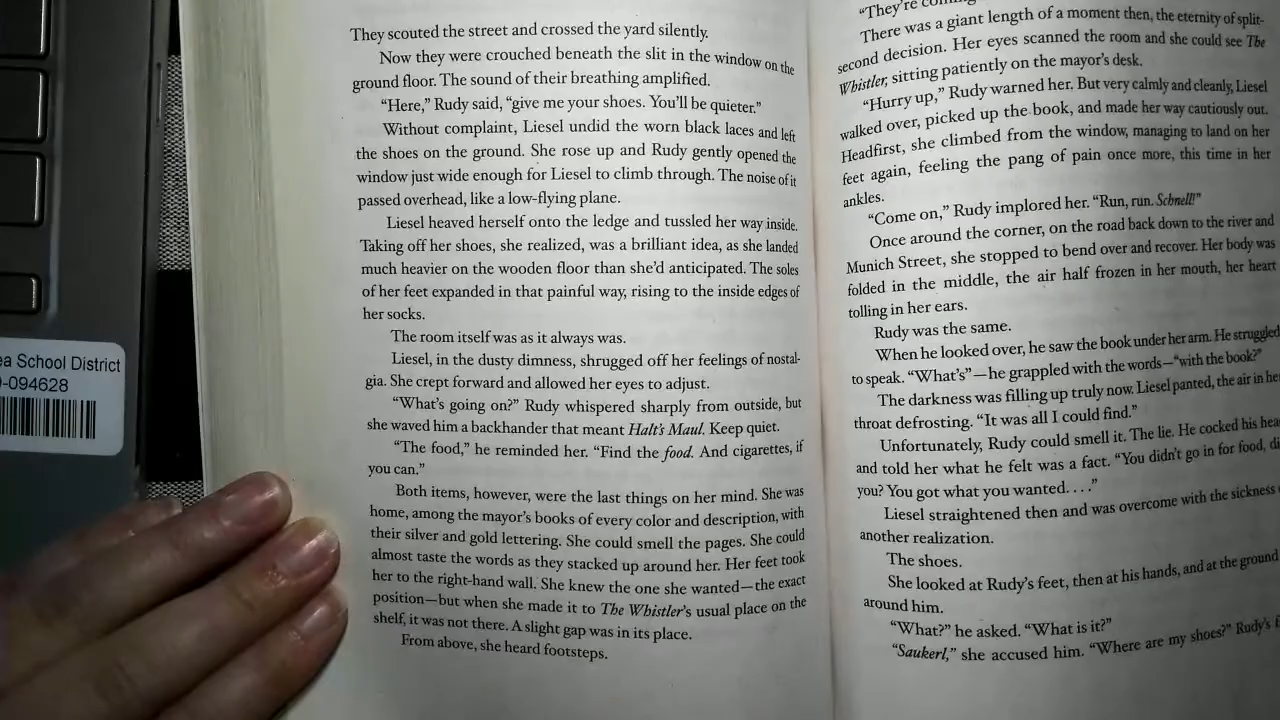 ea School District
-094628
They scouted the street and crossed the yard silently.
Now they were crouched beneath the slit in the window on the
ground floor. The sound of their breathing amplified.
“Here,” Rudy said, “give me your shoes. You’ll be quieter.”
Without complaint, Liesel undid the worn black laces and left
the shoes on the ground. She rose up and Rudy gently opened the
window just wide enough for Liesel to climb through. The noise of it
passed overhead, like a low-flying plane.
Liesel heaved herself onto the ledge and tussled her way inside.
Taking off her shoes, she realized, was a brilliant idea, as she landed
much heavier on the wooden floor than she’d anticipated. The soles
of her feet expanded in that painful way, rising to the inside edges of
her socks.
The room itself was as it always was.
Liesel, in the dusty dimness, shrugged off her feelings of nostal-
gia. She crept forward and allowed her eyes to adjust.
“What’s going on?” Rudy whispered sharply from outside, but
she waved him a backhander that meant Halt’s Maul. Keep quiet.
“The food,” he reminded her. “Find the food. And cigarettes, if
you can.”
Both items, however, were the last things on her mind. She was
home, among the mayor’s books of every color and description, with
their silver and gold lettering. She could smell the pages. She could
almost taste the words as they stacked up around her. Her feet took
her to the right-hand wall. She knew the one she wanted—the exact
position—but when she made it to The Whistler’s usual place on the
shelf, it was not there. A slight gap was in its place.
From above, she heard footsteps.
“They’re
There was a giant length of a moment then, the eternity of split-
second decision. Her eyes scanned the room and she could see The
Whistler, sitting patiently on the mayor’s desk.
“Hurry up,” Rudy warned her. But very calmly and cleanly, Liesel
walked over, picked up the book, and made her way cautiously out.
Headfirst, she climbed from the window, managing to land on her
feet again, feeling the pang of pain once more, this time in her
ankles.
“Come on,” Rudy implored her. “Run, run. Schnell!”
Once around the corner, on the road back down to the river and
Munich Street, she stopped to bend over and recover. Her body was
folded in the middle, the air half frozen in her mouth, her heart
tolling in her ears.
Rudy was the same.
When he looked over, he saw the book under her arm. He struggled
to speak. “What’s”—he grappled with the words—“with the book?”
The darkness was filling up truly now. Liesel panted, the air in her
throat defrosting. “It was all I could find.”
Unfortunately, Rudy could smell it. The lie. He cocked his hea
and told her what he felt was a fact. “You didn’t go in for food, di
you? You got what you wanted. . . .”
Liesel straightened then and was overcome with the sickness
another realization.
The shoes.
She looked at Rudy’s feet, then at his hands, and at the ground
around him.
“What?” he asked. “What is it?”
“Saukerl,” she accused him. “Where are my shoes?” Rudy’s